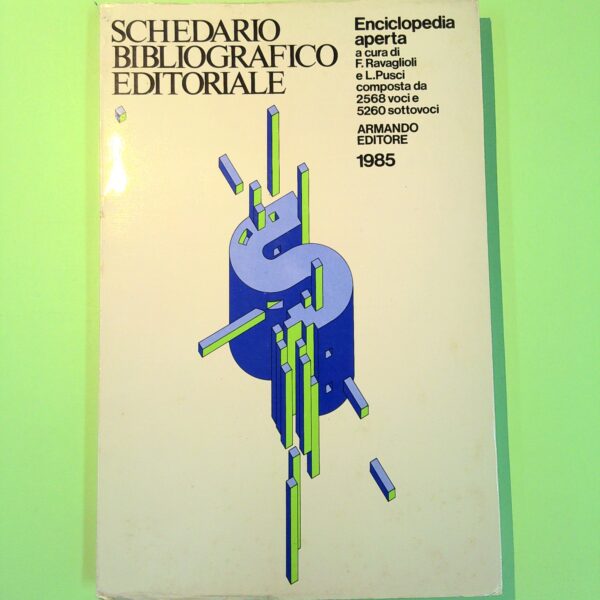 SCHEDARIO
BIBLIOGRAFICO
EDITORIALE
Enciclopedia
aperta
a cura di
F. Ravaglioli
e L. Pusci
composta da
2568 voci e
5260 sottovoci
ARMANDO
EDITORE
1985
S